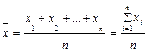 x̄ = (x₁ + x₂ + ... + xₙ) / n = (∑ᵢ₌₁ⁿ xᵢ) / n